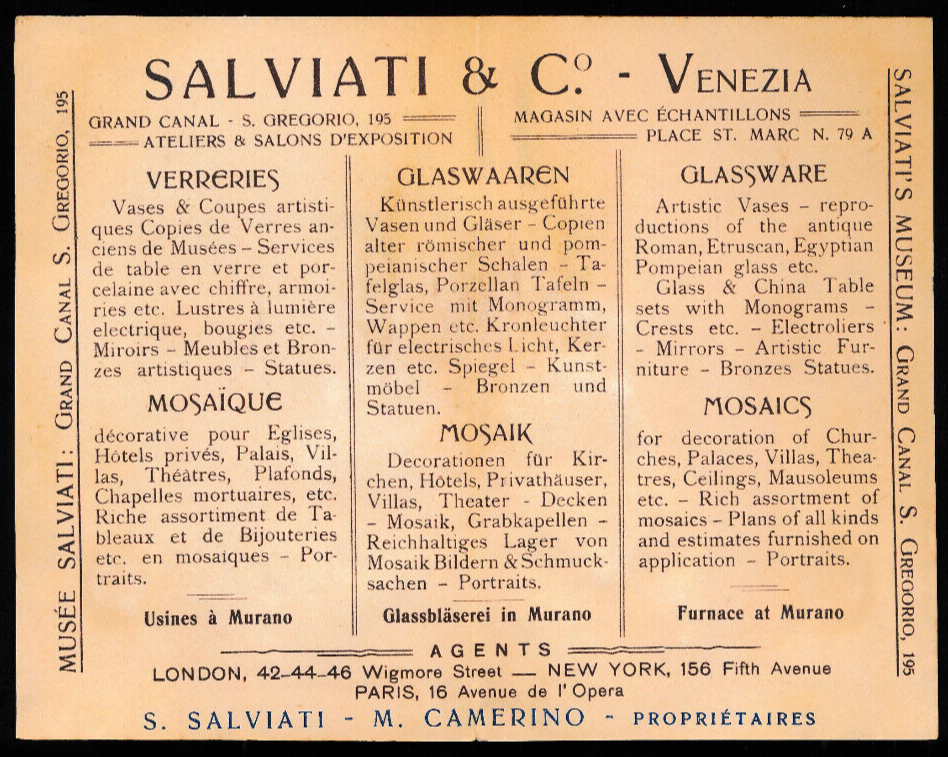 SALVIATI & Cº. - VENEZIA
GRAND CANAL - S. GREGORIO, 195
ATELIERS & SALONS D'EXPOSITION
MAGASIN AVEC ÉCHANTILLONS
PLACE ST. MARC N. 79 A
MUSÉE SALVIATI: GRAND CANAL S. GREGORIO, 195
VERRERIES
Vases & Coupes artisti-
ques Copies de Verres an-
ciens de Musées – Services
de table en verre et por-
celaine avec chiffre, armoi-
ries etc. Lustres à lumière
electrique, bougies etc. –
Miroirs – Meubles et Bron-
zes artistiques – Statues.
MOSAÏQUE
décorative pour Eglises,
Hôtels privés, Palais, Vil-
las, Théâtres, Plafonds,
Chapelles mortuaires, etc.
Riche assortiment de Ta-
bleaux et de Bijouteries
etc. en mosaiques – Por-
traits.
Usines à Murano
GLASWAAREN
Künstlerisch ausgeführte
Vasen und Gläser – Copien
alter römischer und pom-
peianischer Schalen – Ta-
felglas, Porzellan Tafeln –
Service mit Monogramm,
Wappen etc. Kronleuchter
für electrisches Licht, Ker-
zen etc. Spiegel – Kunst-
möbel – Bronzen und
Statuen.
MOSAIK
Decorationen für Kir-
chen, Hôtels, Privathäuser,
Villas, Theater - Decken
– Mosaik, Grabkapellen –
Reichhaltiges Lager von
Mosaik Bildern & Schmuck-
sachen – Portraits.
Glassbläserei in Murano
GLASSWARE
Artistic Vases – repro-
ductions of the antique
Roman, Etruscan, Egyptian
Pompeian glass etc.
Glass & China Table
sets with Monograms –
Crests etc. – Electroliers
– Mirrors – Artistic Fur-
niture – Bronzes Statues.
MOSAICS
for decoration of Chur-
ches, Palaces, Villas, Thea-
tres, Ceilings, Mausoleums
etc. – Rich assortment of
mosaics – Plans of all kinds
and estimates furnished on
application – Portraits.
Furnace at Murano
SALVIATI'S MUSEUM: GRAND CANAL S. GREGORIO, 195
AGENTS
LONDON, 42-44-46 Wigmore Street — NEW YORK, 156 Fifth Avenue
PARIS, 16 Avenue de l'Opera
S. SALVIATI - M. CAMERINO - PROPRIÉTAIRES